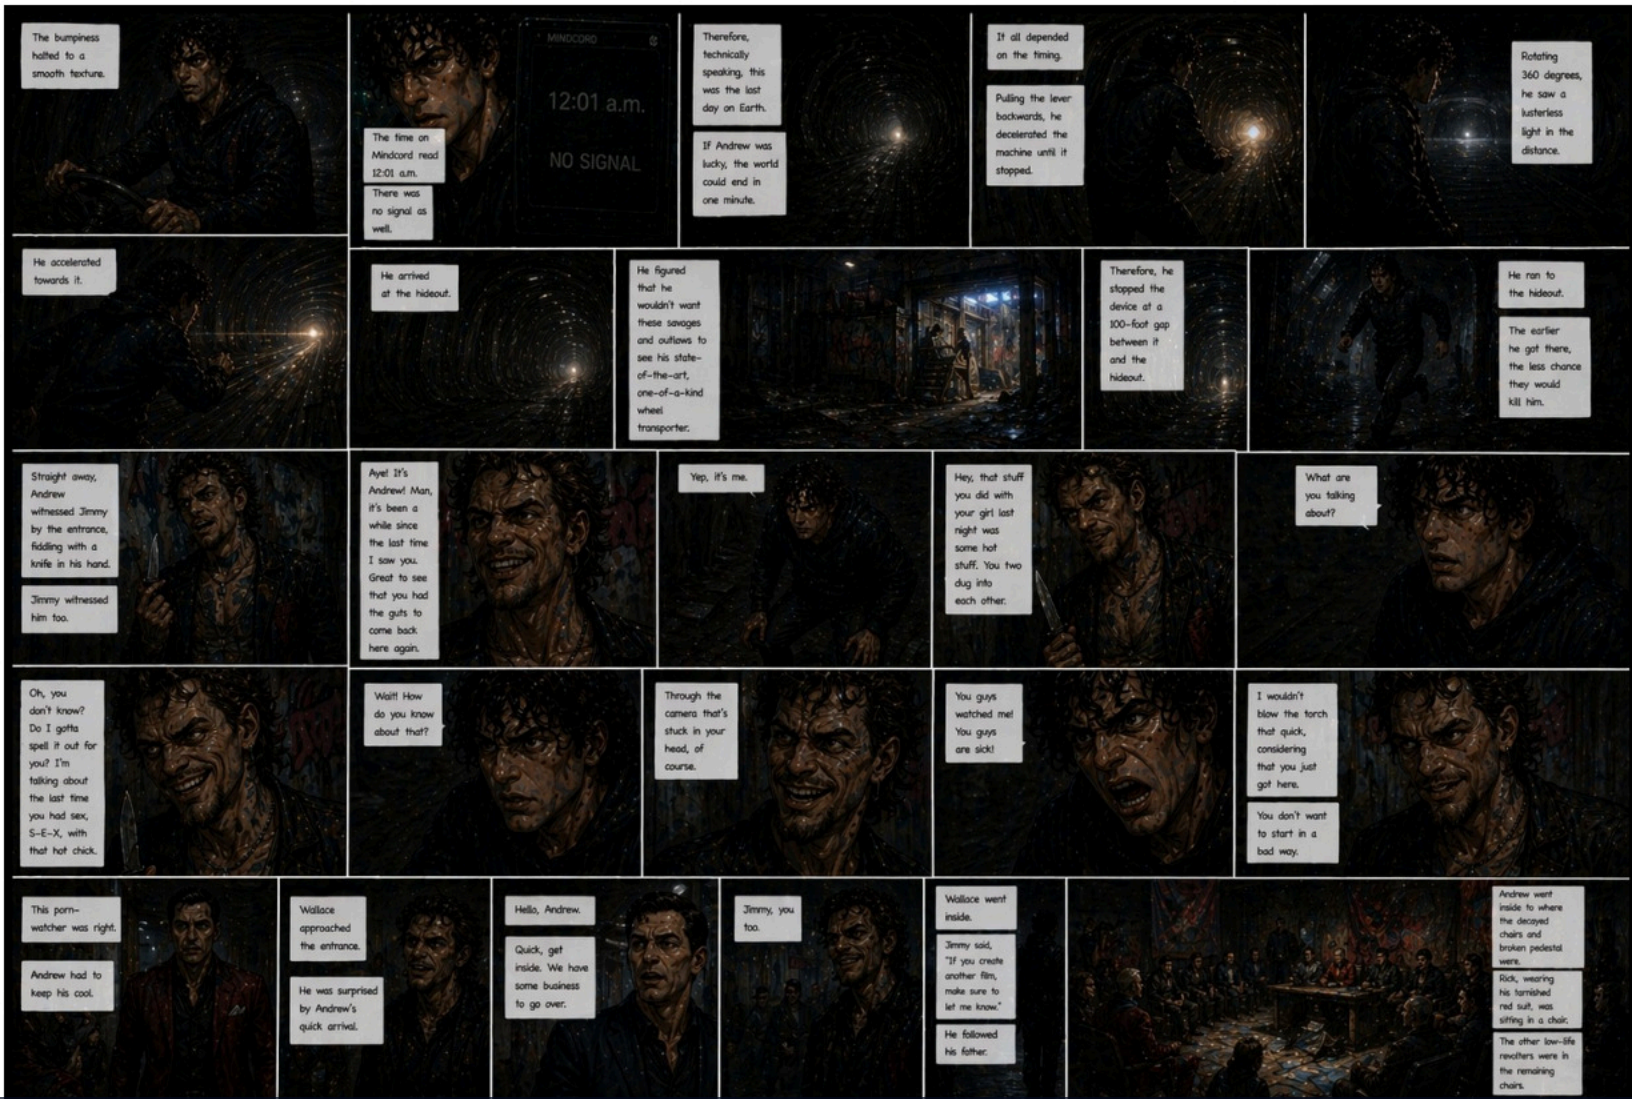 The bumpiness
halted to a
smooth texture.
The time on
Mindcord read
12:01 a.m.
There was
no signal as
well.
MINDCORD
12:01 a.m.
NO SIGNAL
Therefore,
technically
speaking, this
was the last
day on Earth.
If Andrew was
lucky, the world
could end in
one minute.
It all depended
on the timing.
Pulling the lever
backwards, he
decelerated the
machine until it
stopped.
Rotating
360 degrees,
he saw a
lusterless
light in the
distance.
He accelerated
towards it.
He arrived
at the hideout.
He figured
that he
wouldn't want
these savages
and outlaws to
see his state-
of-the-art,
one-of-a-kind
wheel
transporter.
Therefore, he
stopped the
device at a
100-foot gap
between it
and the
hideout.
He ran to
the hideout.
The earlier
he got there,
the less chance
they would
kill him.
Straight away,
Andrew
witnessed Jimmy
by the entrance,
fiddling with a
knife in his hand.
Jimmy witnessed
him too.
Aye! It's
Andrew! Man,
it's been a
while since
the last time
I saw you.
Great to see
that you had
the guts to
come back
here again.
Yep, it's me.
Hey, that stuff
you did with
your girl last
night was
some hot
stuff. You two
dug into
each other.
What are
you talking
about?
Oh, you
don't know?
Do I gotta
spell it out for
you? I'm
talking about
the last time
you had sex,
S-E-X, with
that hot chick.
Wait! How
do you know
about that?
Through the
camera that's
stuck in your
head, of
course.
You guys
watched me!
You guys
are sick!
I wouldn't
blow the torch
that quick,
considering
that you just
got here.
You don't want
to start in a
bad way.
This porn-
watcher was right.
Andrew had to
keep his cool.
Wallace
approached
the entrance.
He was surprised
by Andrew's
quick arrival.
Hello, Andrew.
Quick, get
inside. We have
some business
to go over.
Jimmy, you
too.
Wallace went
inside.
Jimmy said,
"If you create
another film,
make sure to
let me know."
He followed
his father.
Andrew went
inside to where
the decayed
chairs and
broken pedestal
were.
Rick, wearing
his tarnished
red suit, was
sitting in a chair.
The other low-life
revolters were in
the remaining
chairs.